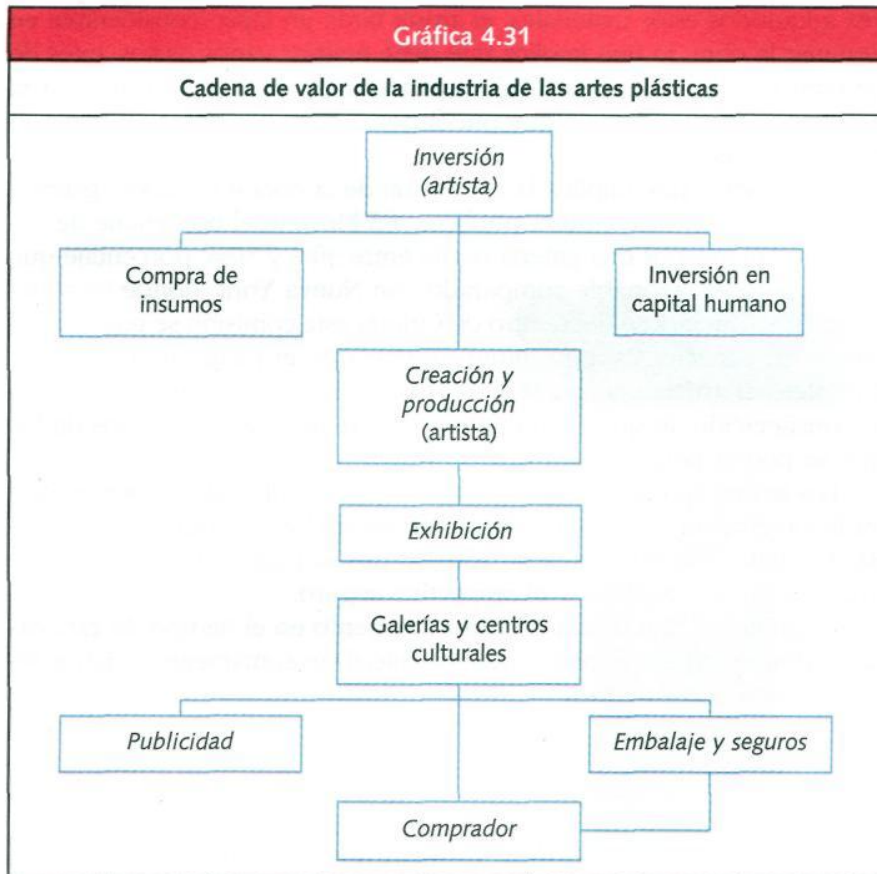 Gráfica 4.31
Cadena de valor de la industria de las artes plásticas
Inversión
(artista)
Compra de
insumos
Inversión en
capital humano
Creación y
producción
(artista)
Exhibición
Galerías y centros
culturales
Publicidad
Embalaje y seguros
Comprador